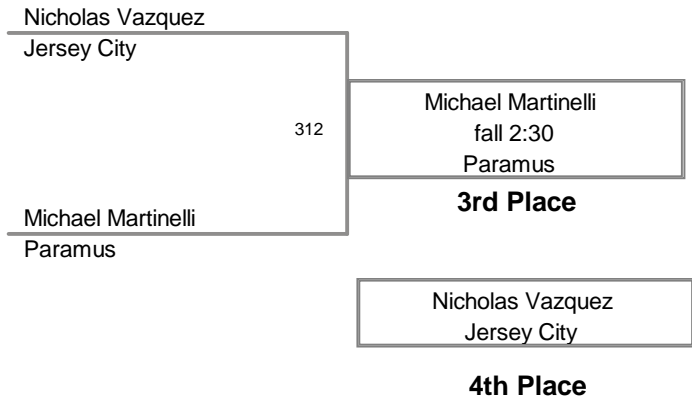 Nicholas Vazquez
Jersey City
312
Michael Martinelli
fall 2:30
Paramus
3rd Place
Michael Martinelli
Paramus
Nicholas Vazquez
Jersey City
4th Place